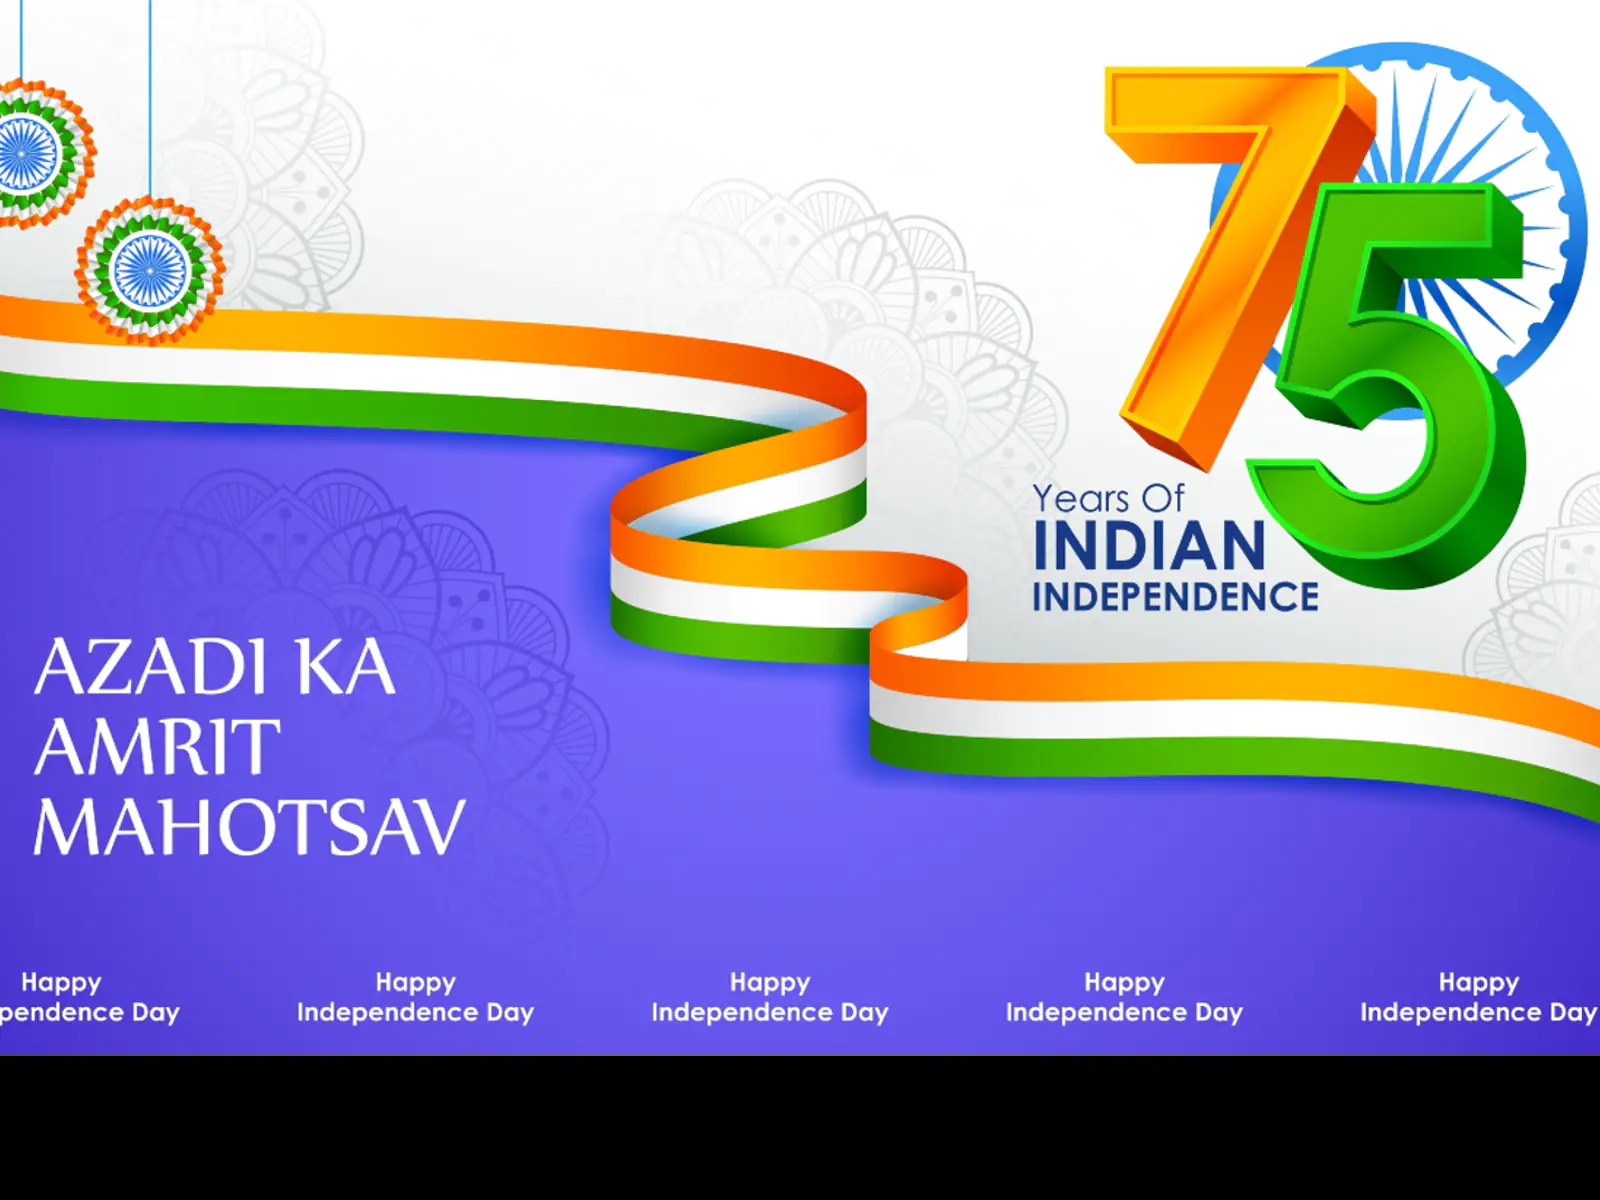 75
Years Of
INDIAN
INDEPENDENCE
AZADI KA
AMRIT
MAHOTSAV
Happy
pendence Day
Happy
Independence Day
Happy
Independence Day
Happy
Independence Day
Happy
Independence Day